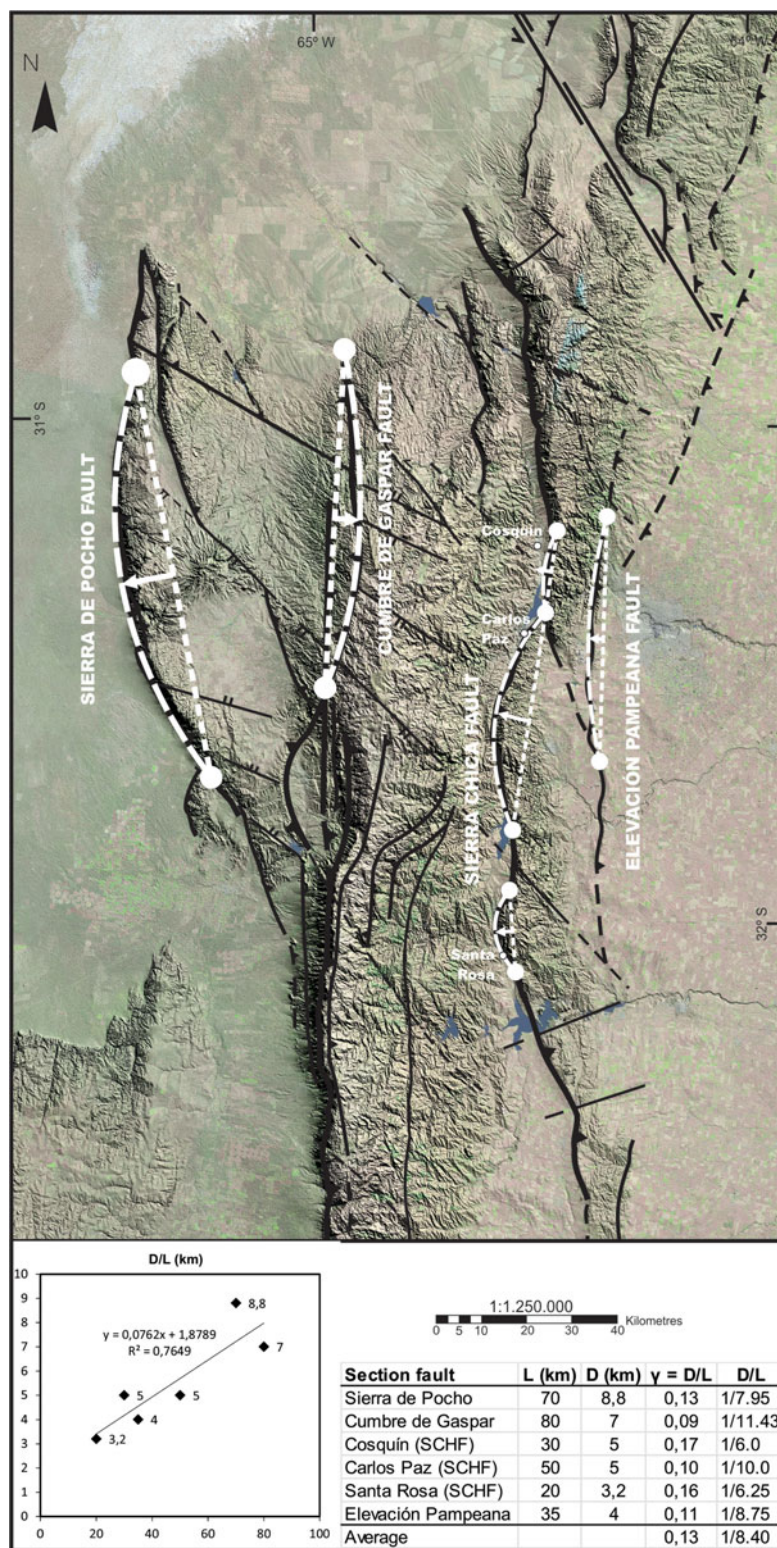 65º W
64º W
N
31º S
SIERRA DE POCHO FAULT
CUMBRE DE GASPAR FAULT
Cosquín
Carlos
Paz
SIERRA CHICA FAULT
ELEVACIÓN PAMPEANA FAULT
32º S
Santa
Rosa
D/L (km)
10
9
8
7
6
5
4
3
2
1
0
y = 0,0762x + 1,8789
R² = 0,7649
8,8
7
5
5
4
3,2
0 20 40 60 80 100
1:1.250.000
0 5 10 20 30 40 Kilometres
Section fault L (km) D (km) γ = D/L D/L
Sierra de Pocho 70 8,8 0,13 1/7.95
Cumbre de Gaspar 80 7 0,09 1/11.43
Cosquín (SCHF) 30 5 0,17 1/6.0
Carlos Paz (SCHF) 50 5 0,10 1/10.0
Santa Rosa (SCHF) 20 3,2 0,16 1/6.25
Elevación Pampeana 35 4 0,11 1/8.75
Average 0,13 1/8.40